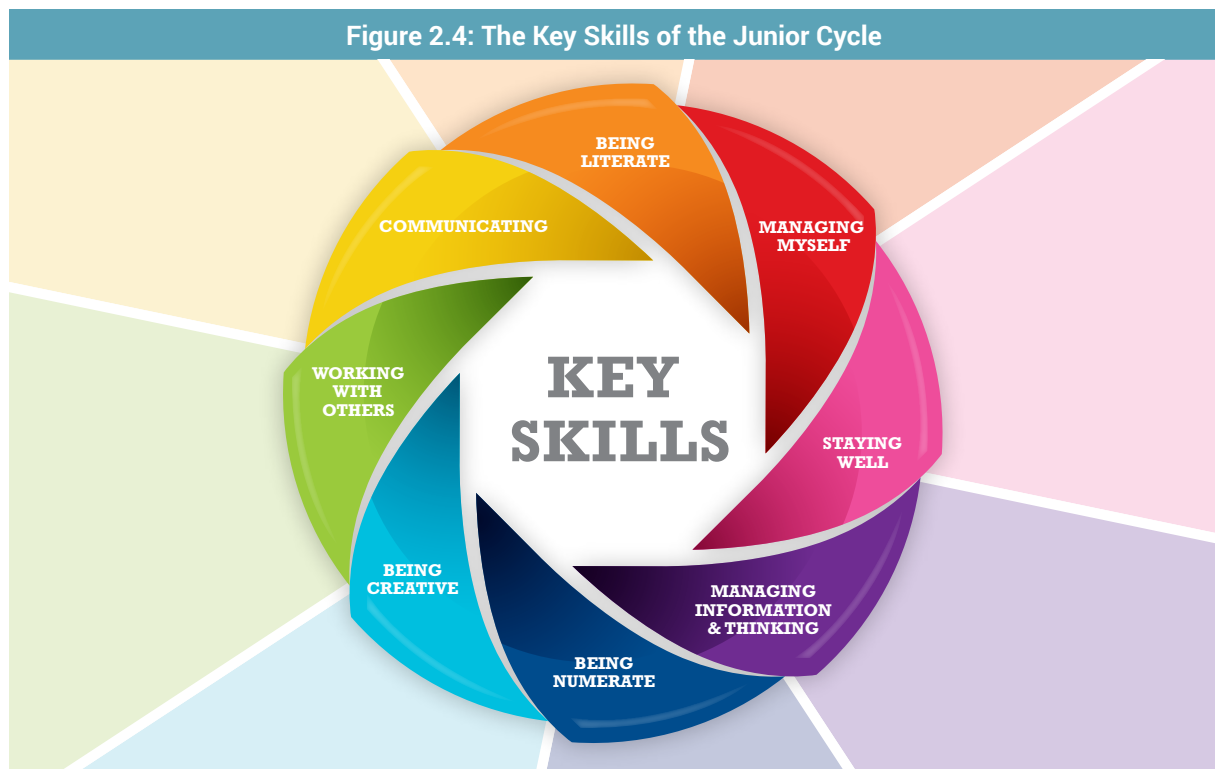 Figure 2.4: The Key Skills of the Junior Cycle
BEING
LITERATE
MANAGING
MYSELF
STAYING
WELL
MANAGING
INFORMATION
& THINKING
BEING
NUMERATE
BEING
CREATIVE
WORKING
WITH
OTHERS
COMMUNICATING
KEY
SKILLS